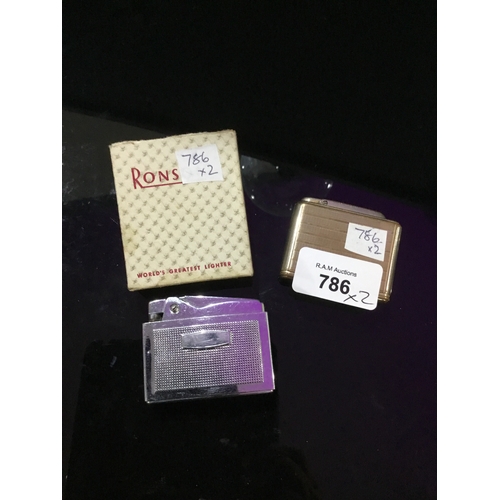 RONS
786
x2
WORLD'S GREATEST LIGHTER
786
x2
R.A.M Auctions
786 x2